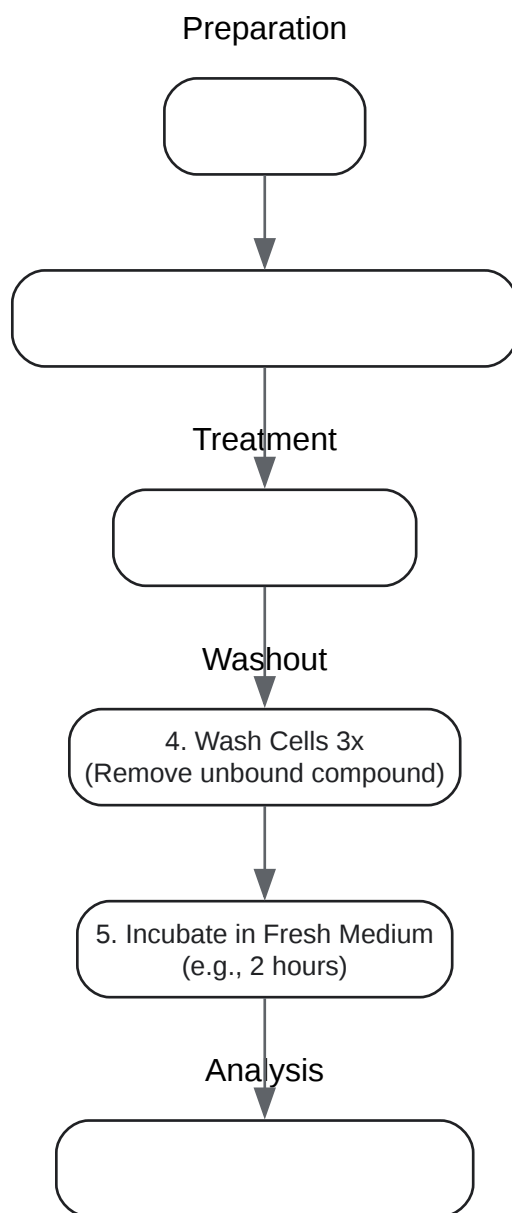 Preparation
Treatment
Washout
4. Wash Cells 3x
(Remove unbound compound)
5. Incubate in Fresh Medium
(e.g., 2 hours)
Analysis